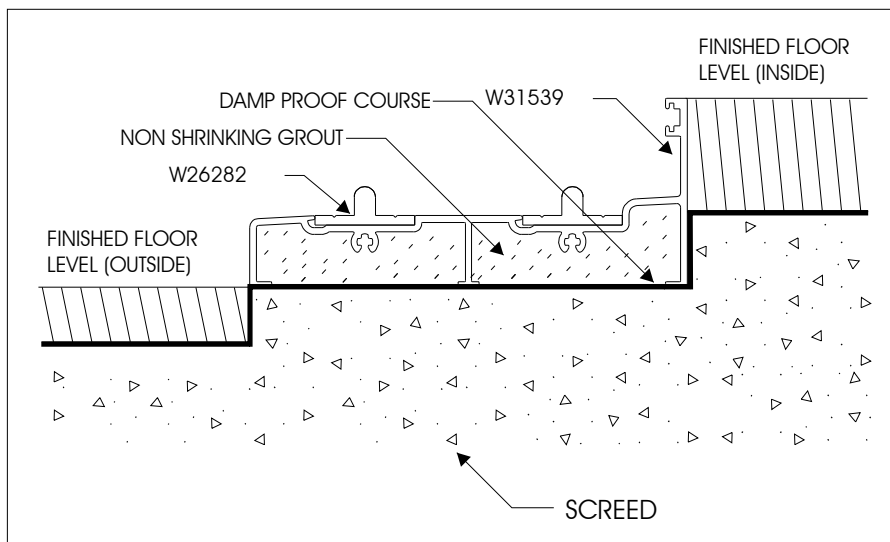 FINISHED FLOOR
LEVEL (INSIDE)
DAMP PROOF COURSE
W31539
NON SHRINKING GROUT
W26282
FINISHED FLOOR
LEVEL (OUTSIDE)
SCREED